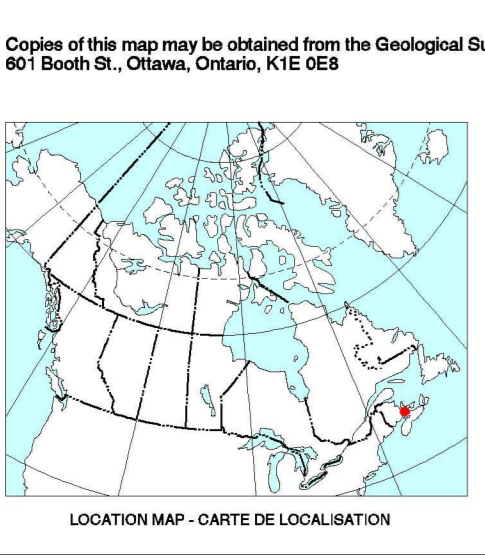 Copies of this map may be obtained from the Geological Su
601 Booth St., Ottawa, Ontario, K1E 0E8
LOCATION MAP - CARTE DE LOCALISATION